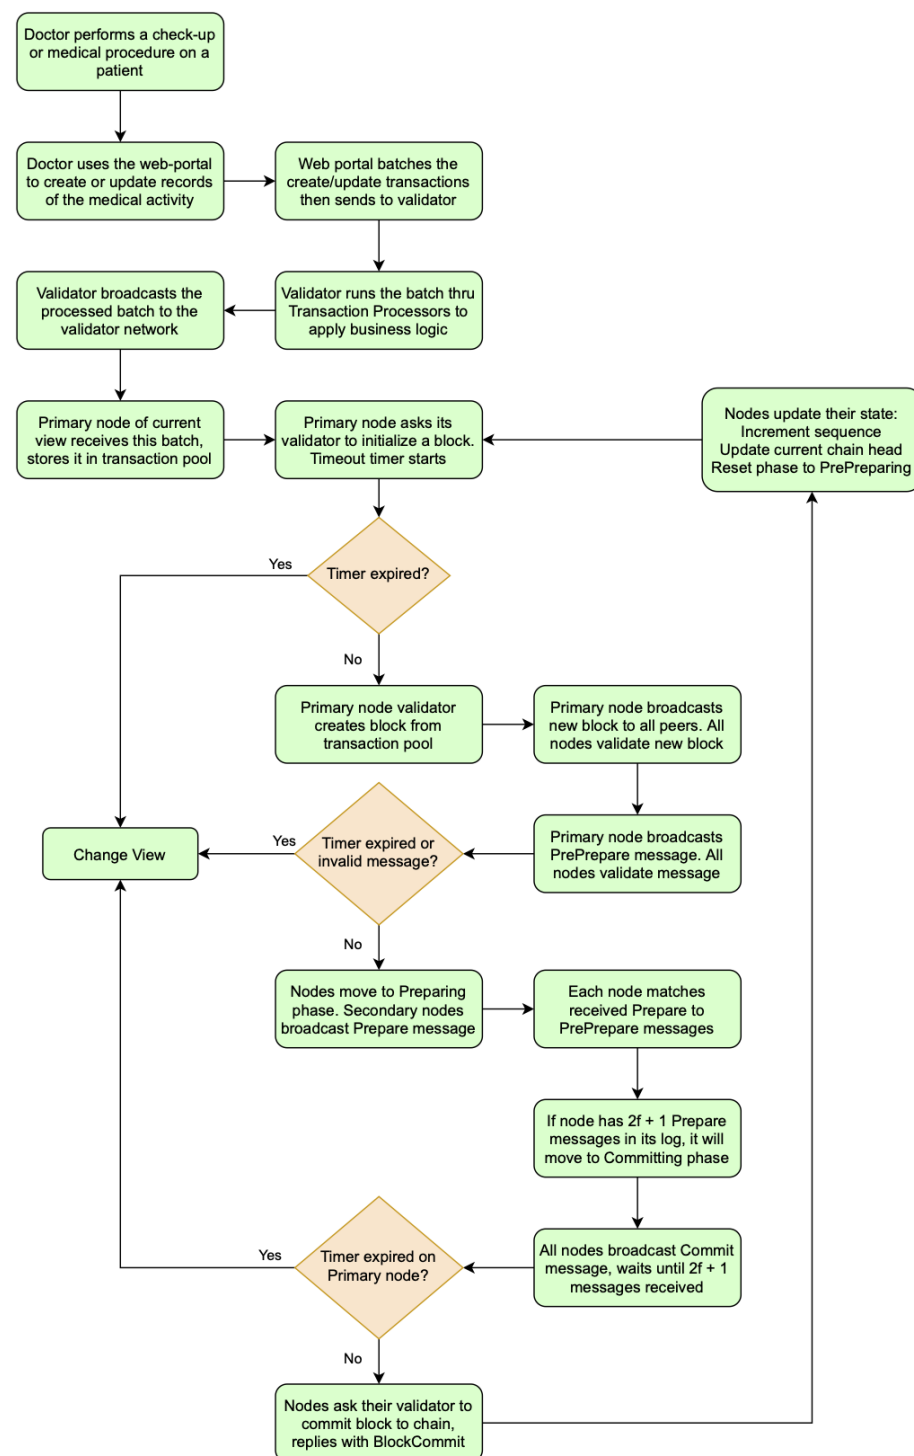 Doctor performs a check-up
or medical procedure on a
patient
Doctor uses the web-portal
to create or update records
of the medical activity
Web portal batches the
create/update transactions
then sends to validator
Validator runs the batch thru
Transaction Processors to
apply business logic
Validator broadcasts the
processed batch to the
validator network
Primary node of current
view receives this batch,
stores it in transaction pool
Primary node asks its
validator to initialize a block.
Timeout timer starts
Nodes update their state:
Increment sequence
Update current chain head
Reset phase to PrePreparing
Timer expired?
Yes
No
Primary node validator
creates block from
transaction pool
Primary node broadcasts
new block to all peers. All
nodes validate new block
Primary node broadcasts
PrePrepare message. All
nodes validate message
Timer expired or
invalid message?
Yes
Change View
No
Nodes move to Preparing
phase. Secondary nodes
broadcast Prepare message
Each node matches
received Prepare to
PrePrepare messages
If node has 2f + 1 Prepare
messages in its log, it will
move to Committing phase
All nodes broadcast Commit
message, waits until 2f + 1
messages received
Timer expired on
Primary node?
Yes
No
Nodes ask their validator to
commit block to chain,
replies with BlockCommit